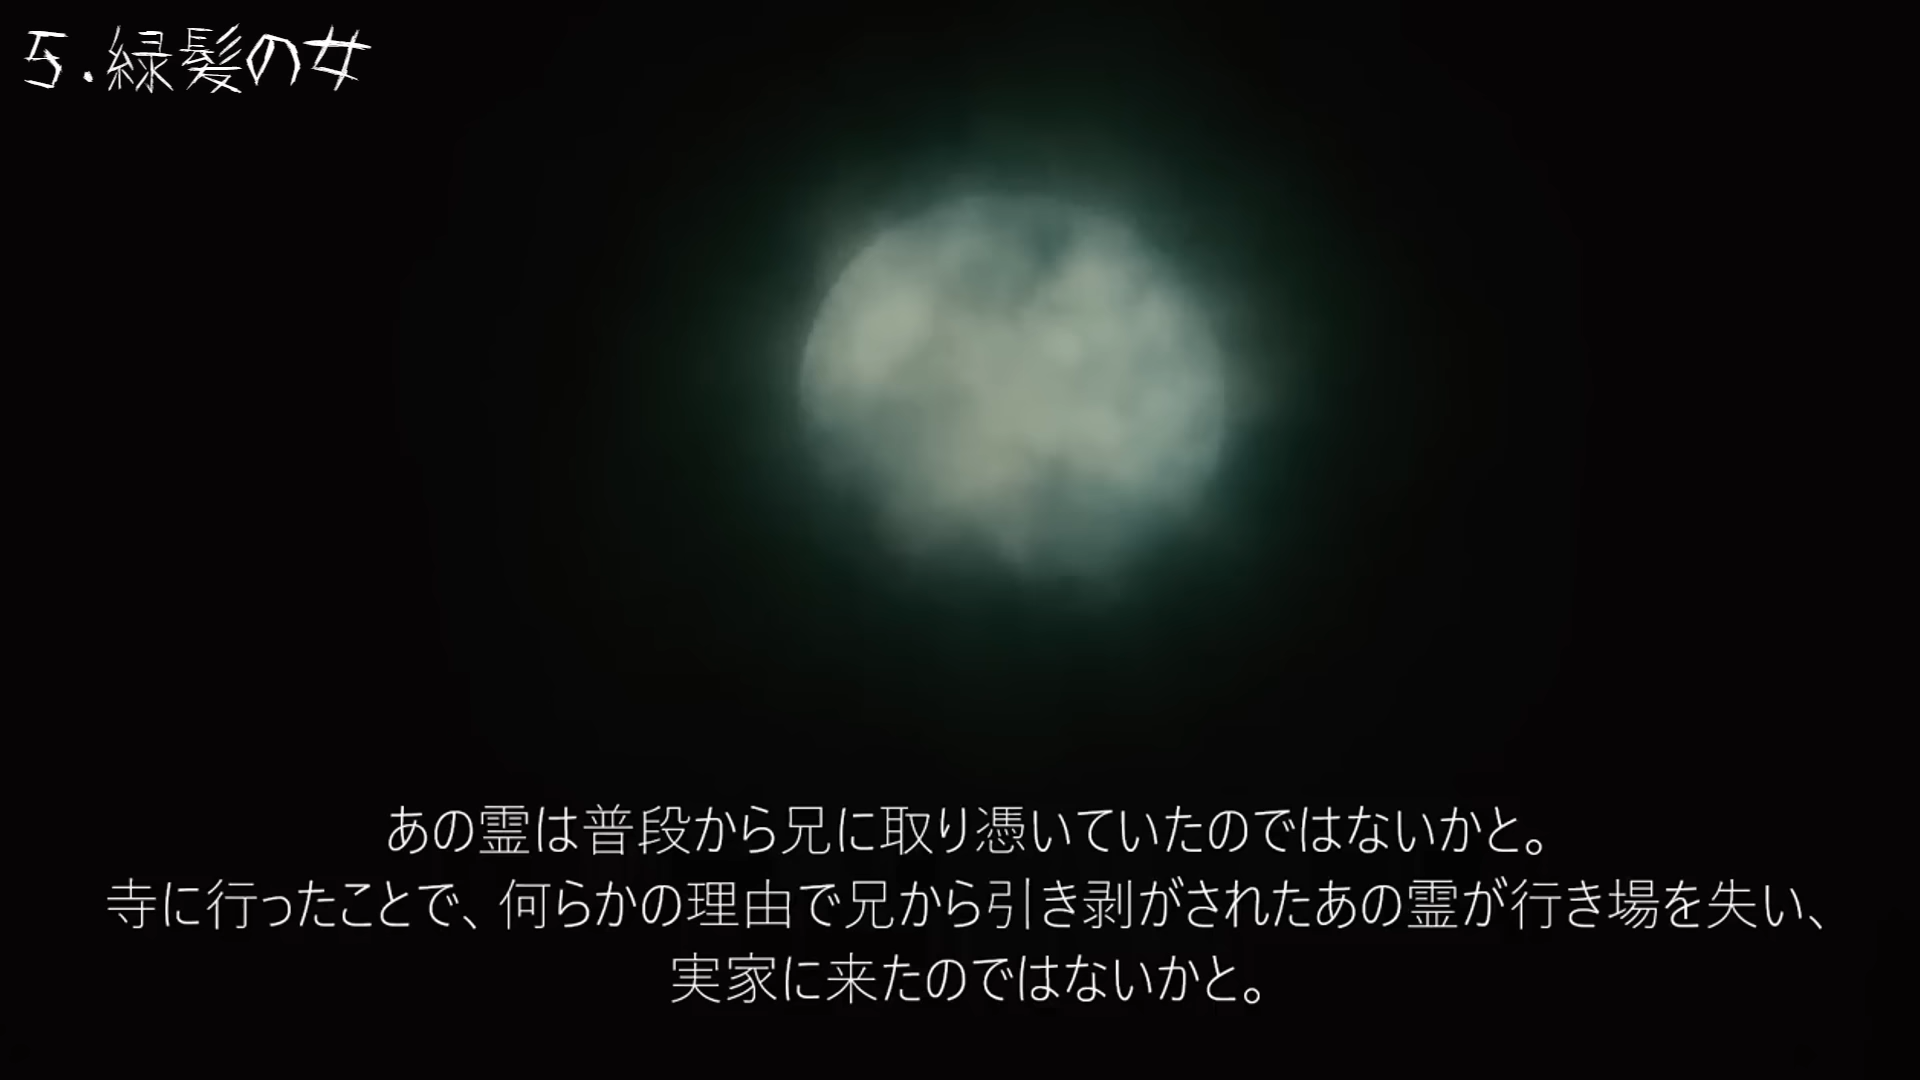 5.緑髪の女
あの霊は普段から兄に取り憑いていたのではないかと。
寺に行ったことで、何らかの理由で兄から引き剥がされたあの霊が行き場を失い、
実家に来たのではないかと。